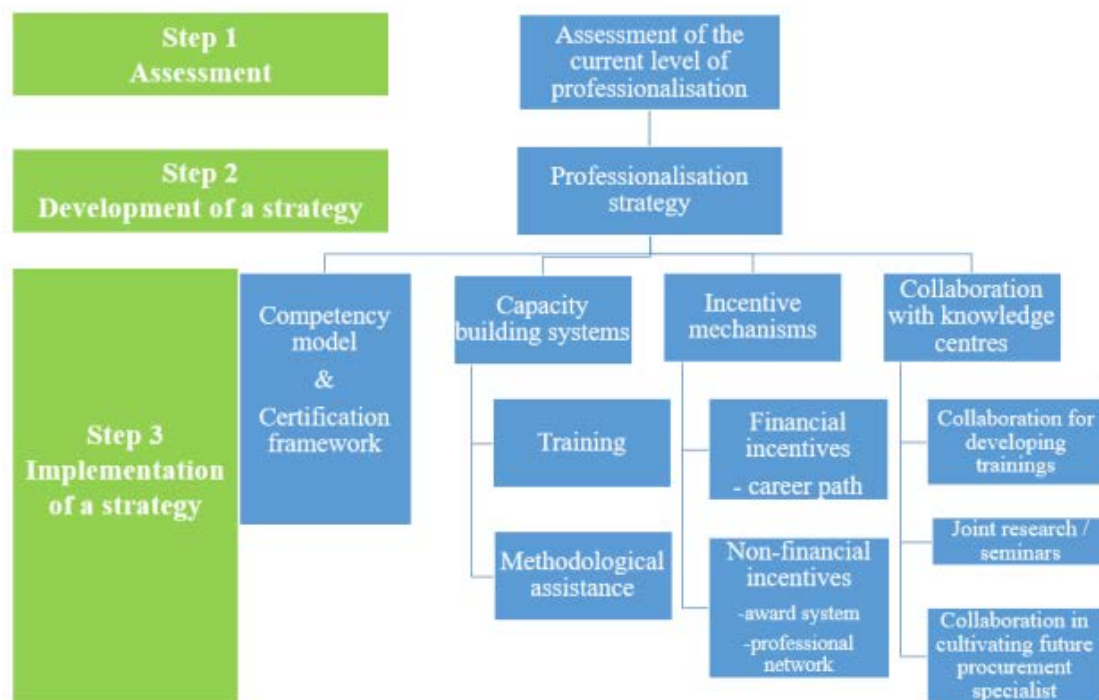 Step 1
Assessment
Assessment of the
current level of
professionalisation
Step 2
Development of a strategy
Professionalisation
strategy
Step 3
Implementation
of a strategy
Competency
model
&
Certification
framework
Capacity
building systems
Training
Methodological
assistance
Incentive
mechanisms
Financial
incentives
- career path
Non-financial
incentives
-award system
-professional
network
Collaboration
with knowledge
centres
Collaboration for
developing
trainings
Joint research /
seminars
Collaboration in
cultivating future
procurement
specialist